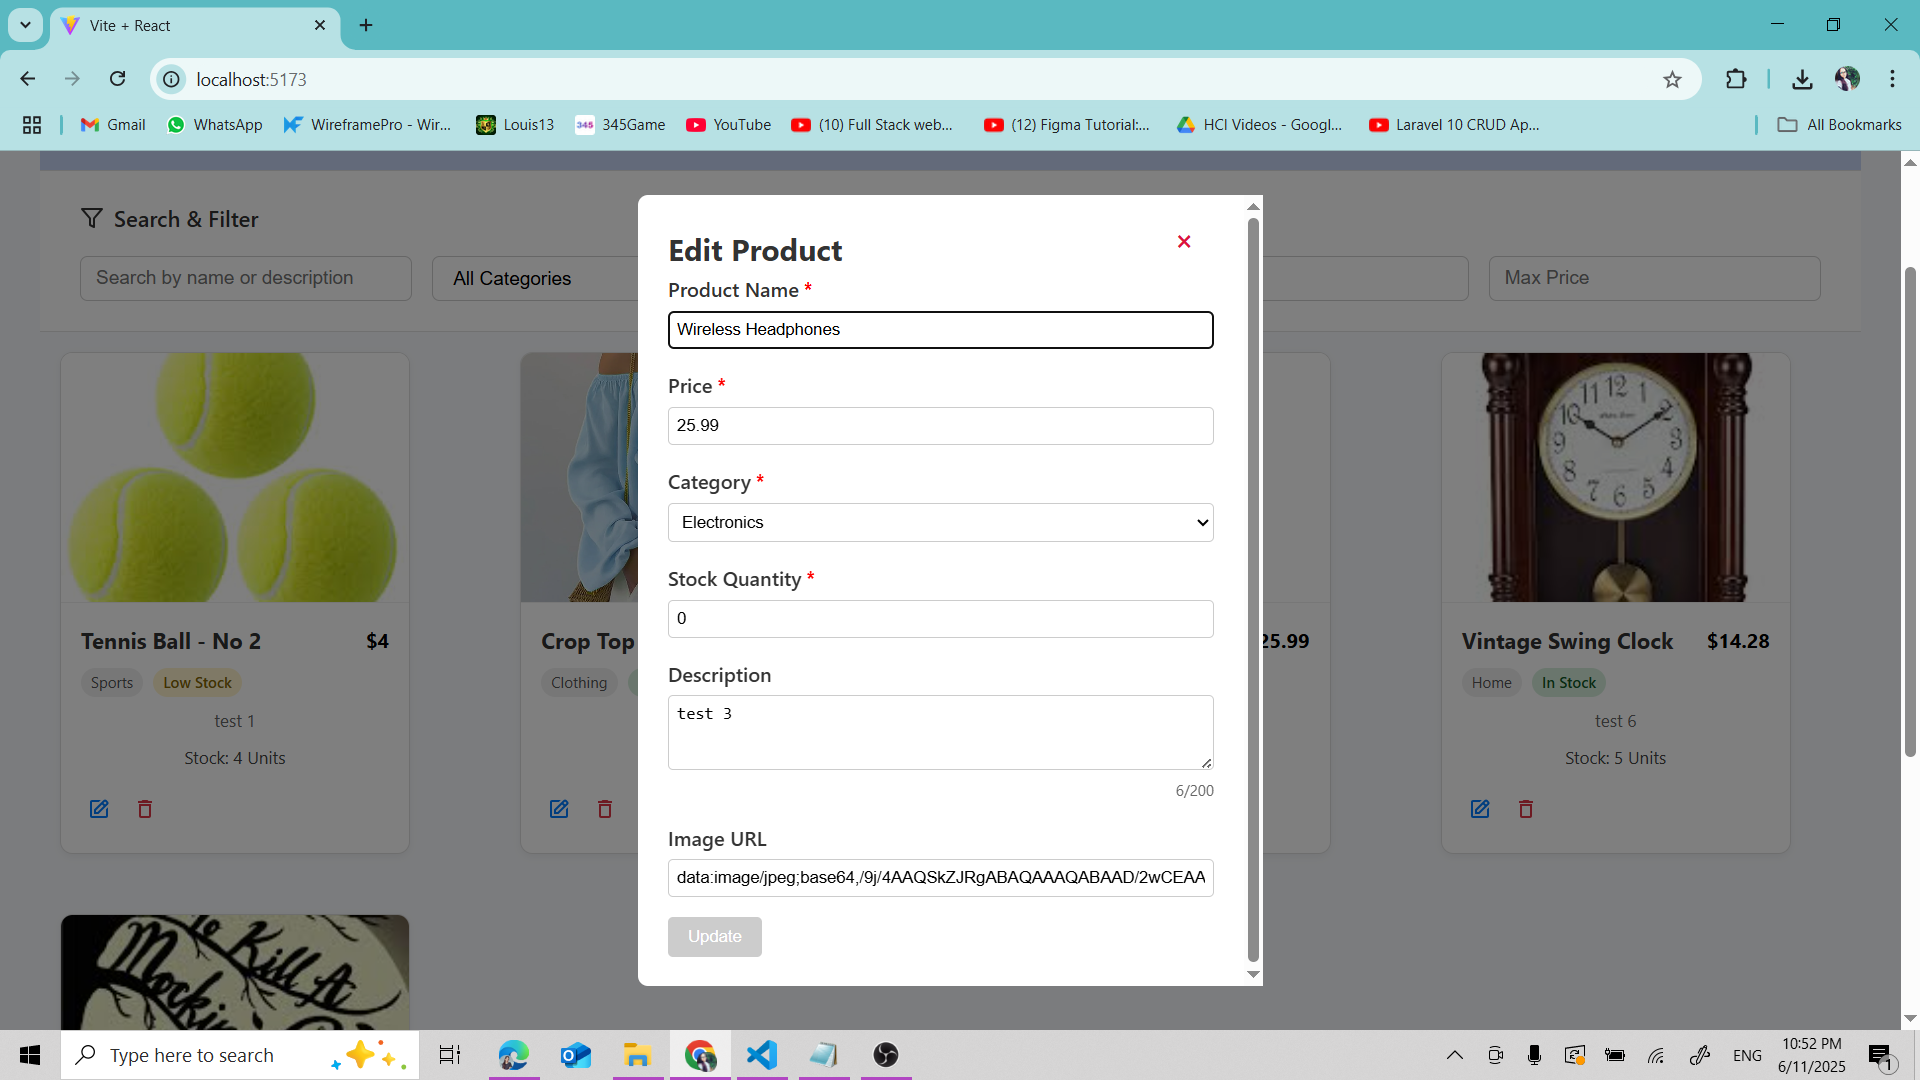 Vite + React
localhost:5173
Gmail
WhatsApp
WireframePro - Wir...
Louis13
345 345Game
YouTube
(10) Full Stack web...
(12) Figma Tutorial:...
HCI Videos - Googl...
Laravel 10 CRUD Ap...
All Bookmarks
Search & Filter
Search by name or description
All Categories
Max Price
Edit Product
Product Name *
Wireless Headphones
Price *
25.99
Category *
Electronics
Stock Quantity *
0
Description
test 3
6/200
Image URL
data:image/jpeg;base64,/9j/4AAQSkZJRgABAQAAAQABAAD/2wCEAA
Update
Tennis Ball - No 2 $4
Sports Low Stock
test 1
Stock: 4 Units
Crop Top
Clothing
25.99
Vintage Swing Clock $14.28
Home In Stock
test 6
Stock: 5 Units
To Kill A
Mockin
Type here to search
ENG
10:52 PM
6/11/2025
1